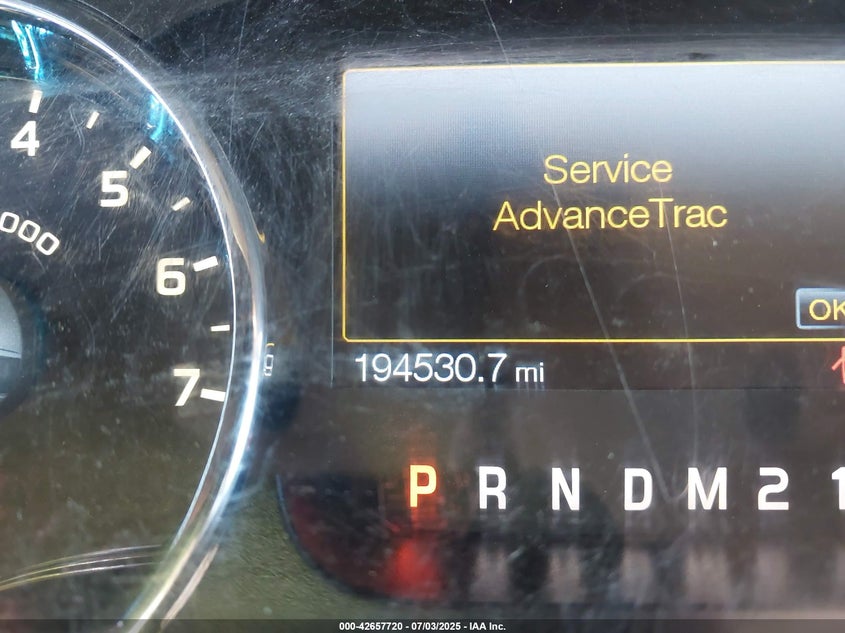 4
5
000
6
7
Service
AdvanceTrac
OK
194530.7 mi
P R N D M 2 1
000-42657720 - 07/03/2025 - IAA Inc.